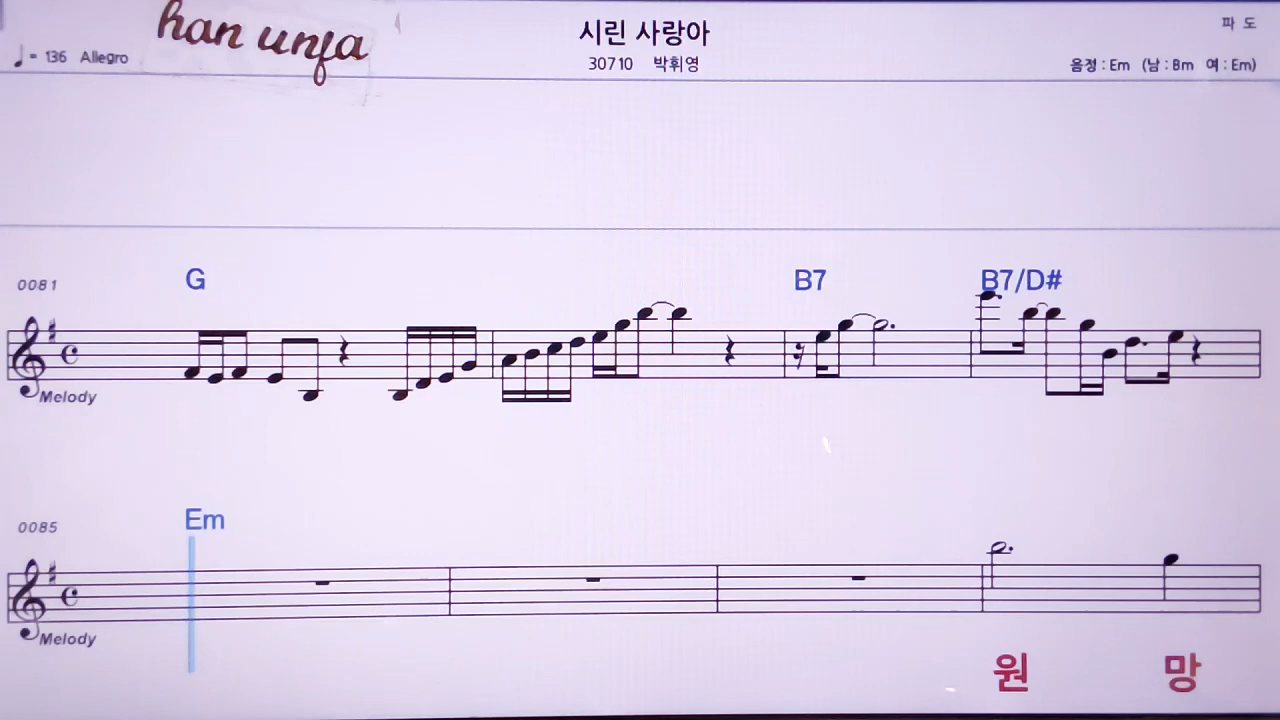 han unja
시린 사랑아
파 도
♩= 136 Allegro
30710 박휘영
음정 : Em (남 : Bm 여 : Em)
0081
G
B7
B7/D#
Melody
0085
Em
Melody
원 망